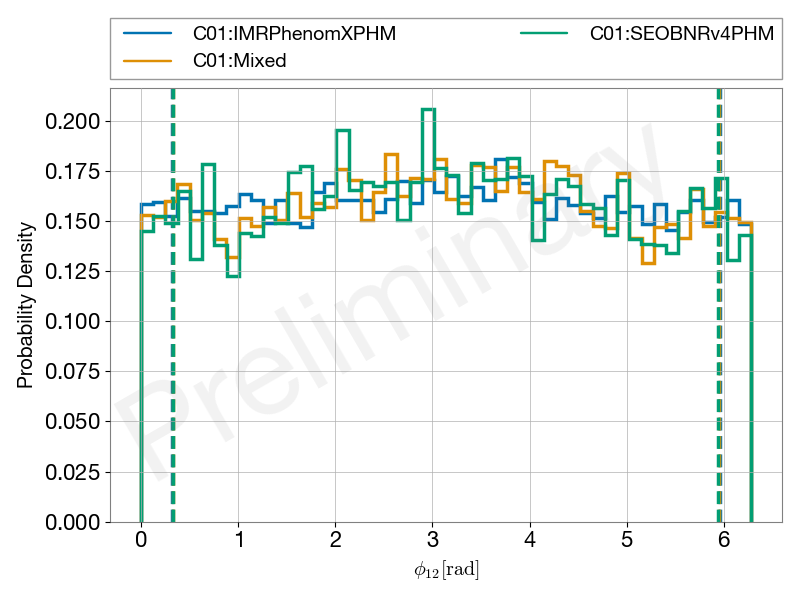 C01:IMRPhenomXPHM
C01:SEOBNRv4PHM
C01:Mixed
Probability Density
0.200
0.175
0.150
0.125
0.100
0.075
0.050
0.025
0.000
Preliminary
0 1 2 3 4 5 6
ϕ₁₂[rad]